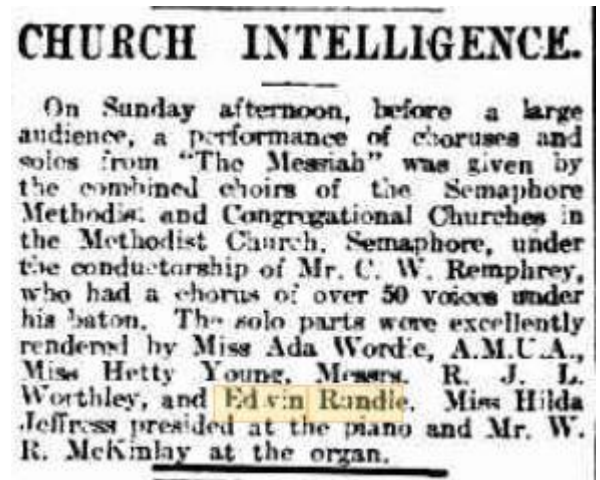 CHURCH INTELLIGENCE.
On Sunday afternoon, before a large
audience, a performance of choruses and
solos from "The Messiah" was given by
the combined choirs of the Semaphore
Methodist and Congregational Churches in
the Methodist Church, Semaphore, under
the conductorship of Mr. C. W. Remphrey,
who had a chorus of over 50 voices under
his baton. The solo parts were excellently
rendered by Miss Ada Wordie, A.M.U.A.,
Miss Hetty Young, Messrs. R. J. L.
Worthley, and Edwin Rundle. Miss Hilda
Jeffress presided at the piano and Mr. W.
R. McKinlay at the organ.